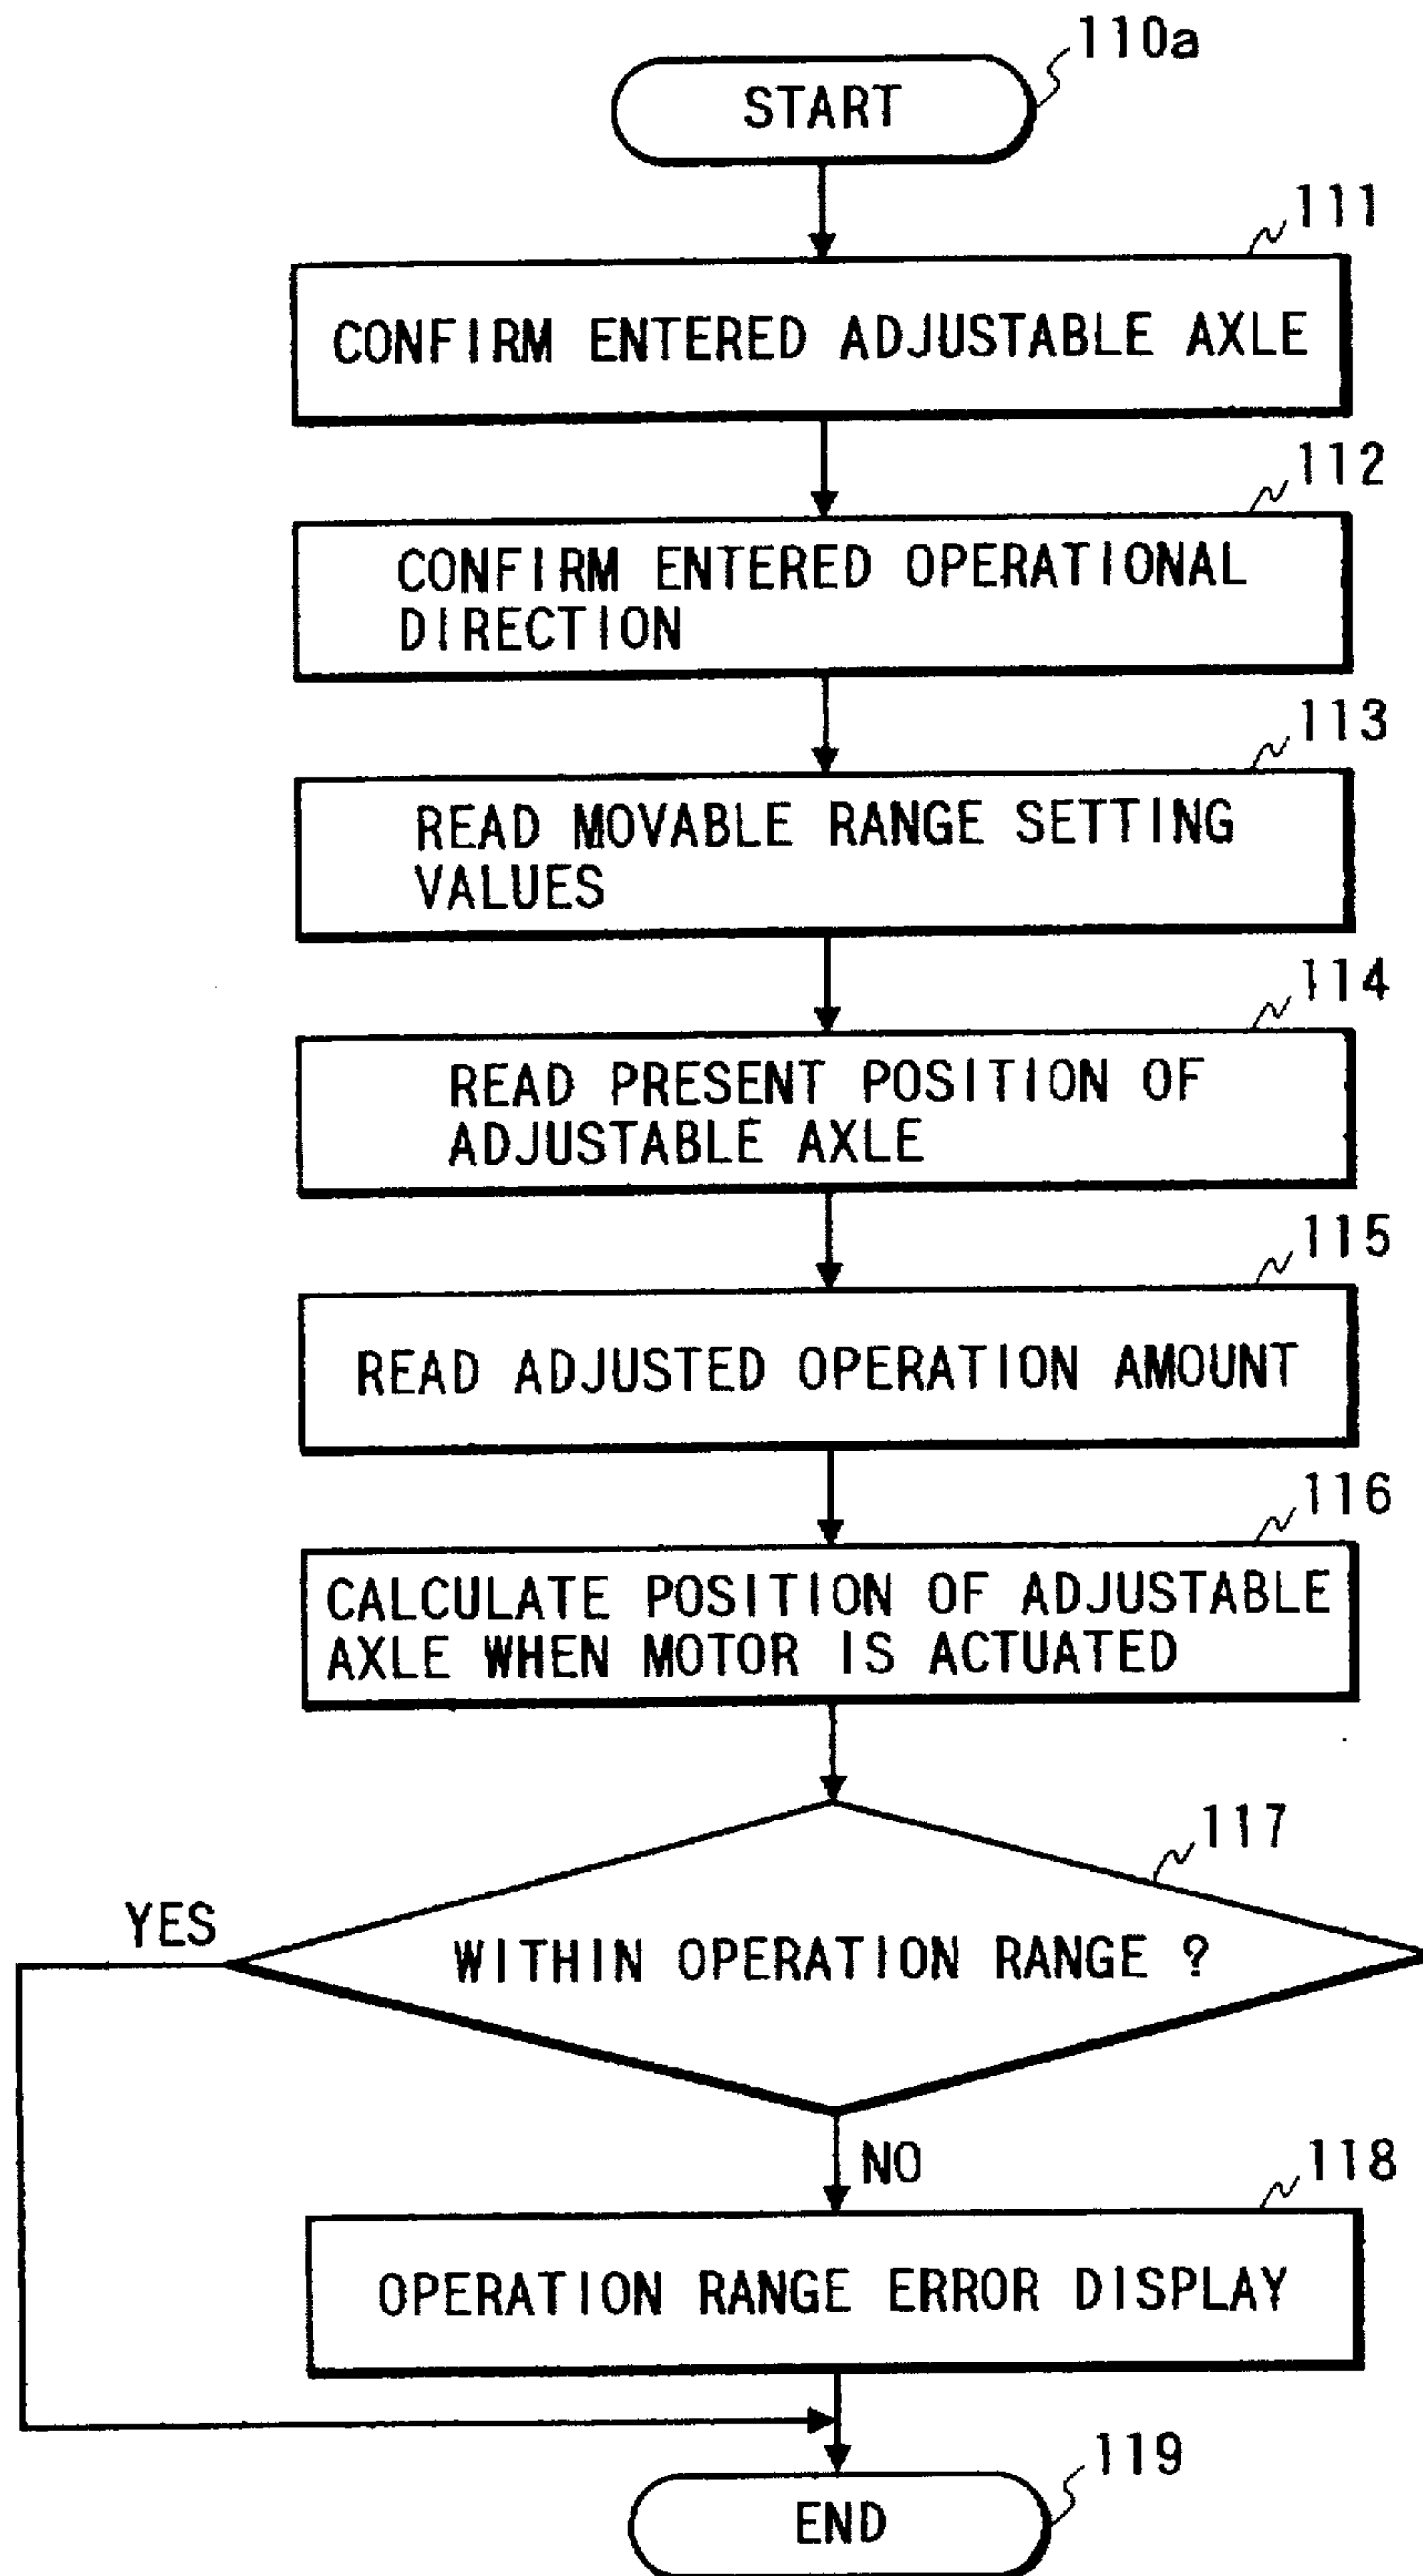 110a
START
111
CONFIRM ENTERED ADJUSTABLE AXLE
112
CONFIRM ENTERED OPERATIONAL
DIRECTION
113
READ MOVABLE RANGE SETTING
VALUES
114
READ PRESENT POSITION OF
ADJUSTABLE AXLE
115
READ ADJUSTED OPERATION AMOUNT
116
CALCULATE POSITION OF ADJUSTABLE
AXLE WHEN MOTOR IS ACTUATED
117
YES
WITHIN OPERATION RANGE ?
NO
118
OPERATION RANGE ERROR DISPLAY
119
END